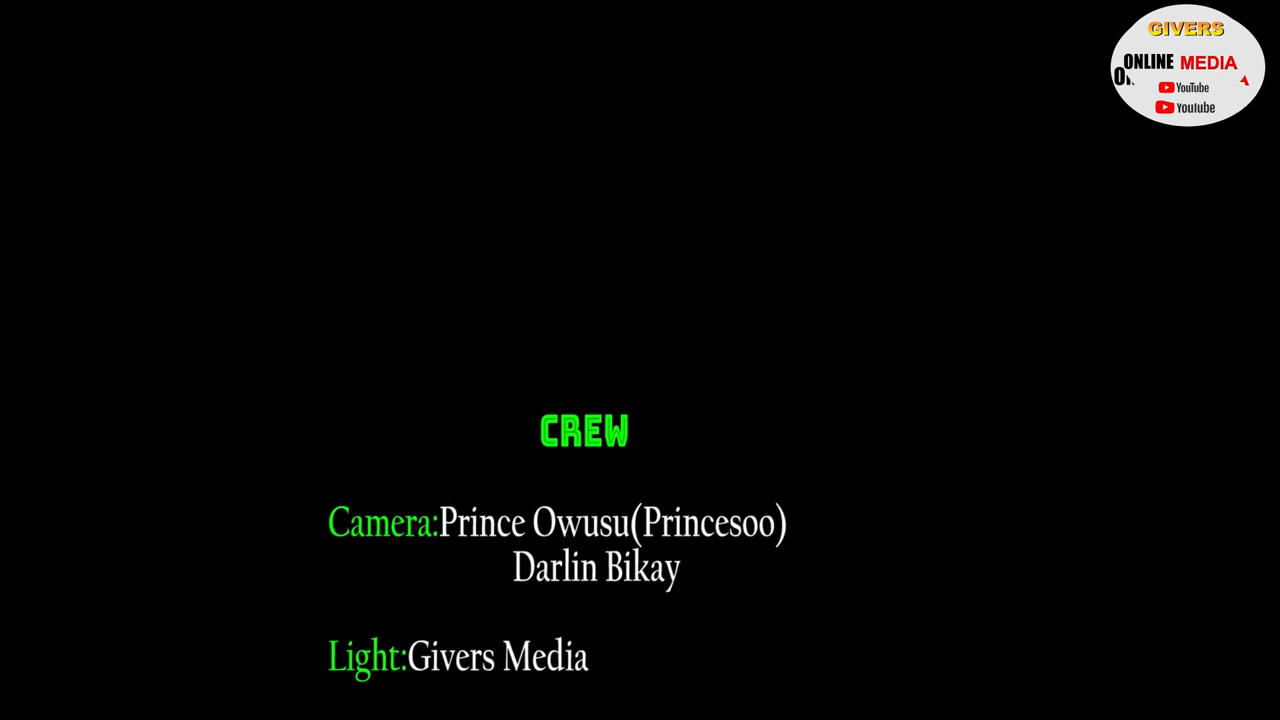 GIVERS
ONLINE MEDIA
YouTube
YouTube
CREW
Camera:Prince Owusu(Princesoo)
Darlin Bikay
Light:Givers Media